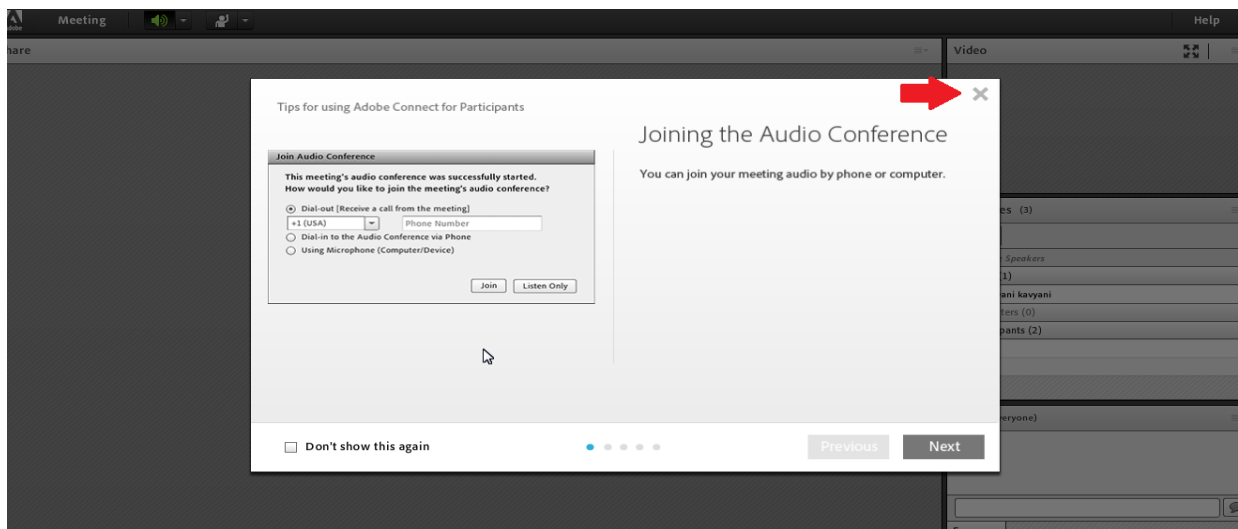 Adobe
Meeting
Help
hare
Video
Tips for using Adobe Connect for Participants
Joining the Audio Conference
You can join your meeting audio by phone or computer.
Join Audio Conference
This meeting's audio conference was successfully started.
How would you like to join the meeting's audio conference?
Dial-out [Receive a call from the meeting]
+1 (USA)
Phone Number
Dial-in to the Audio Conference via Phone
Using Microphone (Computer/Device)
Join
Listen Only
es (3)
Speakers
(1)
ani kavyani
ters (0)
pants (2)
eryone)
Don't show this again
Previous
Next